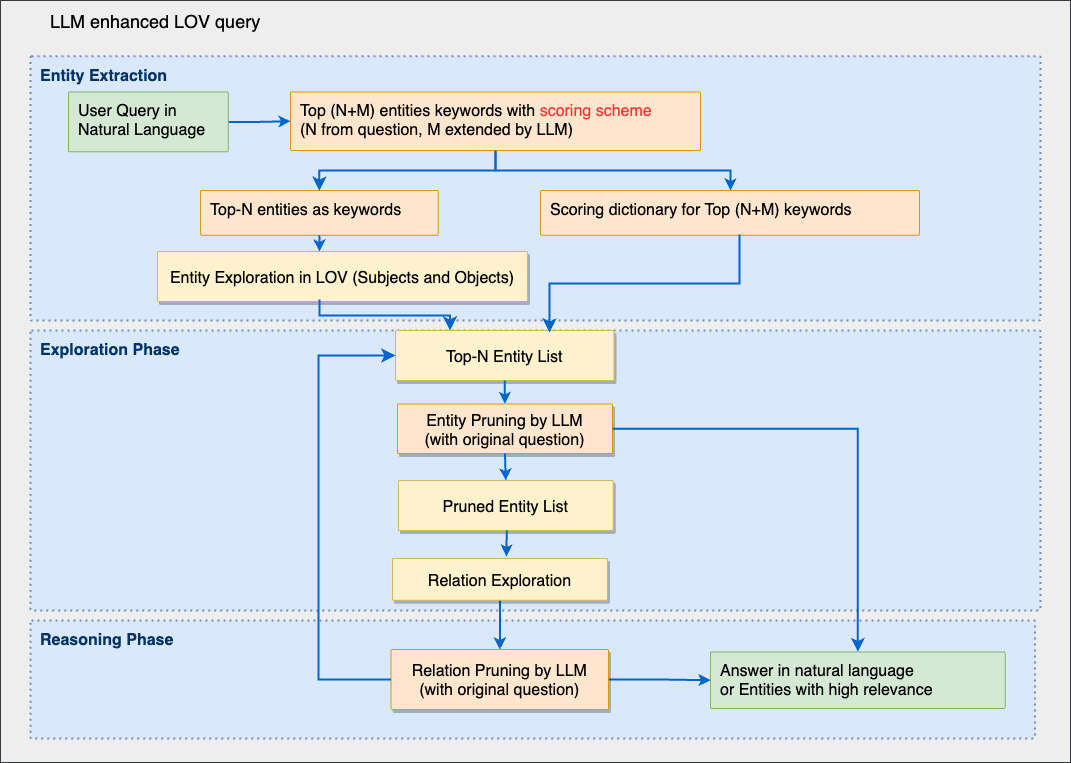 LLM enhanced LOV query
Entity Extraction
User Query in
Natural Language
Top (N+M) entities keywords with scoring scheme
(N from question, M extended by LLM)
Top-N entities as keywords
Scoring dictionary for Top (N+M) keywords
Entity Exploration in LOV (Subjects and Objects)
Exploration Phase
Top-N Entity List
Entity Pruning by LLM
(with original question)
Pruned Entity List
Relation Exploration
Reasoning Phase
Relation Pruning by LLM
(with original question)
Answer in natural language
or Entities with high relevance